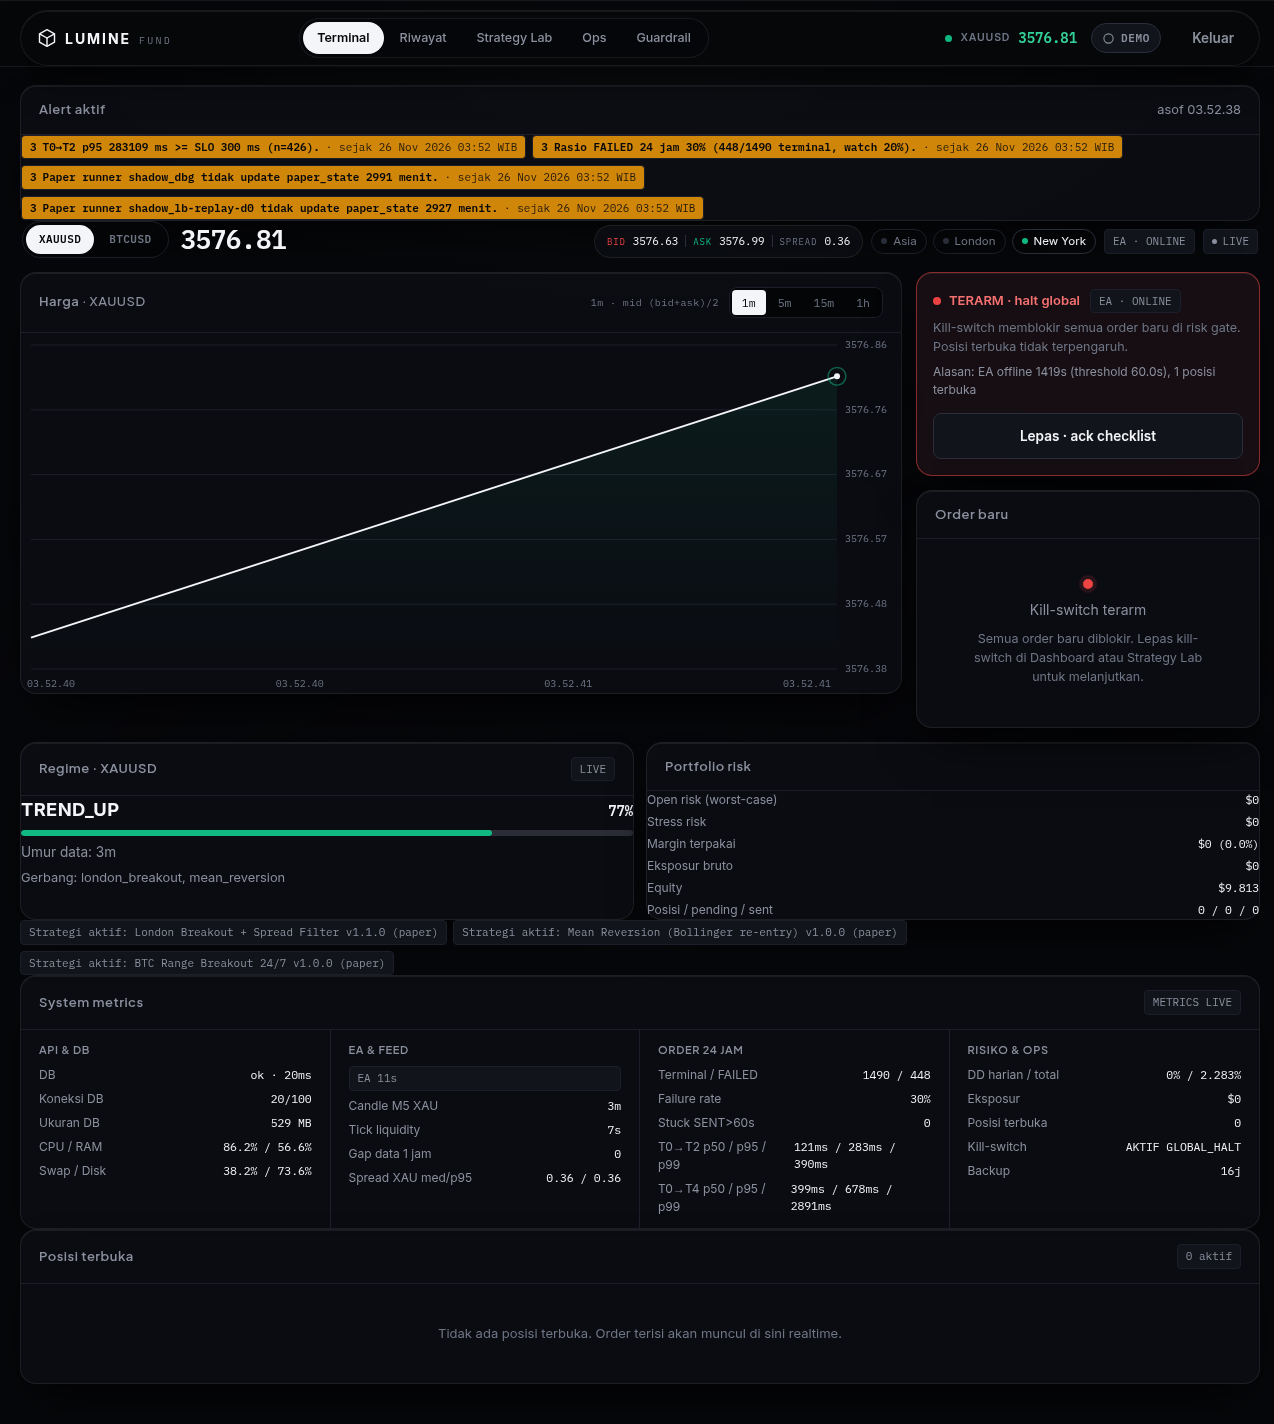 LUMINE FUND
Terminal Riwayat Strategy Lab Ops Guardrail
XAUUSD 3576.81 DEMO Keluar
Alert aktif asof 03.52.38
3 T0→T2 p95 283109 ms >= SLO 300 ms (n=426). · sejak 26 Nov 2026 03:52 WIB
3 Rasio FAILED 24 jam 30% (448/1490 terminal, watch 20%). · sejak 26 Nov 2026 03:52 WIB
3 Paper runner shadow_dbg tidak update paper_state 2991 menit. · sejak 26 Nov 2026 03:52 WIB
3 Paper runner shadow_lb-replay-d0 tidak update paper_state 2927 menit. · sejak 26 Nov 2026 03:52 WIB
XAUUSD BTCUSD 3576.81
BID 3576.63 ASK 3576.99 SPREAD 0.36 Asia London New York EA · ONLINE LIVE
Harga · XAUUSD
1m · mid (bid+ask)/2 1m 5m 15m 1h
3576.86
3576.76
3576.67
3576.57
3576.48
3576.38
03.52.40 03.52.40 03.52.41 03.52.41
TERARM · halt global EA · ONLINE
Kill-switch memblokir semua order baru di risk gate.
Posisi terbuka tidak terpengaruh.
Alasan: EA offline 1419s (threshold 60.0s), 1 posisi
terbuka
Lepas · ack checklist
Order baru
Kill-switch terarm
Semua order baru diblokir. Lepas kill-
switch di Dashboard atau Strategy Lab
untuk melanjutkan.
Regime · XAUUSD LIVE
TREND_UP 77%
Umur data: 3m
Gerbang: london_breakout, mean_reversion
Portfolio risk
Open risk (worst-case) $0
Stress risk $0
Margin terpakai $0 (0.0%)
Eksposur bruto $0
Equity $9.813
Posisi / pending / sent 0 / 0 / 0
Strategi aktif: London Breakout + Spread Filter v1.1.0 (paper)
Strategi aktif: Mean Reversion (Bollinger re-entry) v1.0.0 (paper)
Strategi aktif: BTC Range Breakout 24/7 v1.0.0 (paper)
System metrics METRICS LIVE
API & DB
DB ok · 20ms
Koneksi DB 20/100
Ukuran DB 529 MB
CPU / RAM 86.2% / 56.6%
Swap / Disk 38.2% / 73.6%
EA & FEED
EA 11s
Candle M5 XAU 3m
Tick liquidity 7s
Gap data 1 jam 0
Spread XAU med/p95 0.36 / 0.36
ORDER 24 JAM
Terminal / FAILED 1490 / 448
Failure rate 30%
Stuck SENT>60s 0
T0→T2 p50 / p95 / 121ms / 283ms /
p99 390ms
T0→T4 p50 / p95 / 399ms / 678ms /
p99 2891ms
RISIKO & OPS
DD harian / total 0% / 2.283%
Eksposur $0
Posisi terbuka 0
Kill-switch AKTIF GLOBAL_HALT
Backup 16j
Posisi terbuka 0 aktif
Tidak ada posisi terbuka. Order terisi akan muncul di sini realtime.